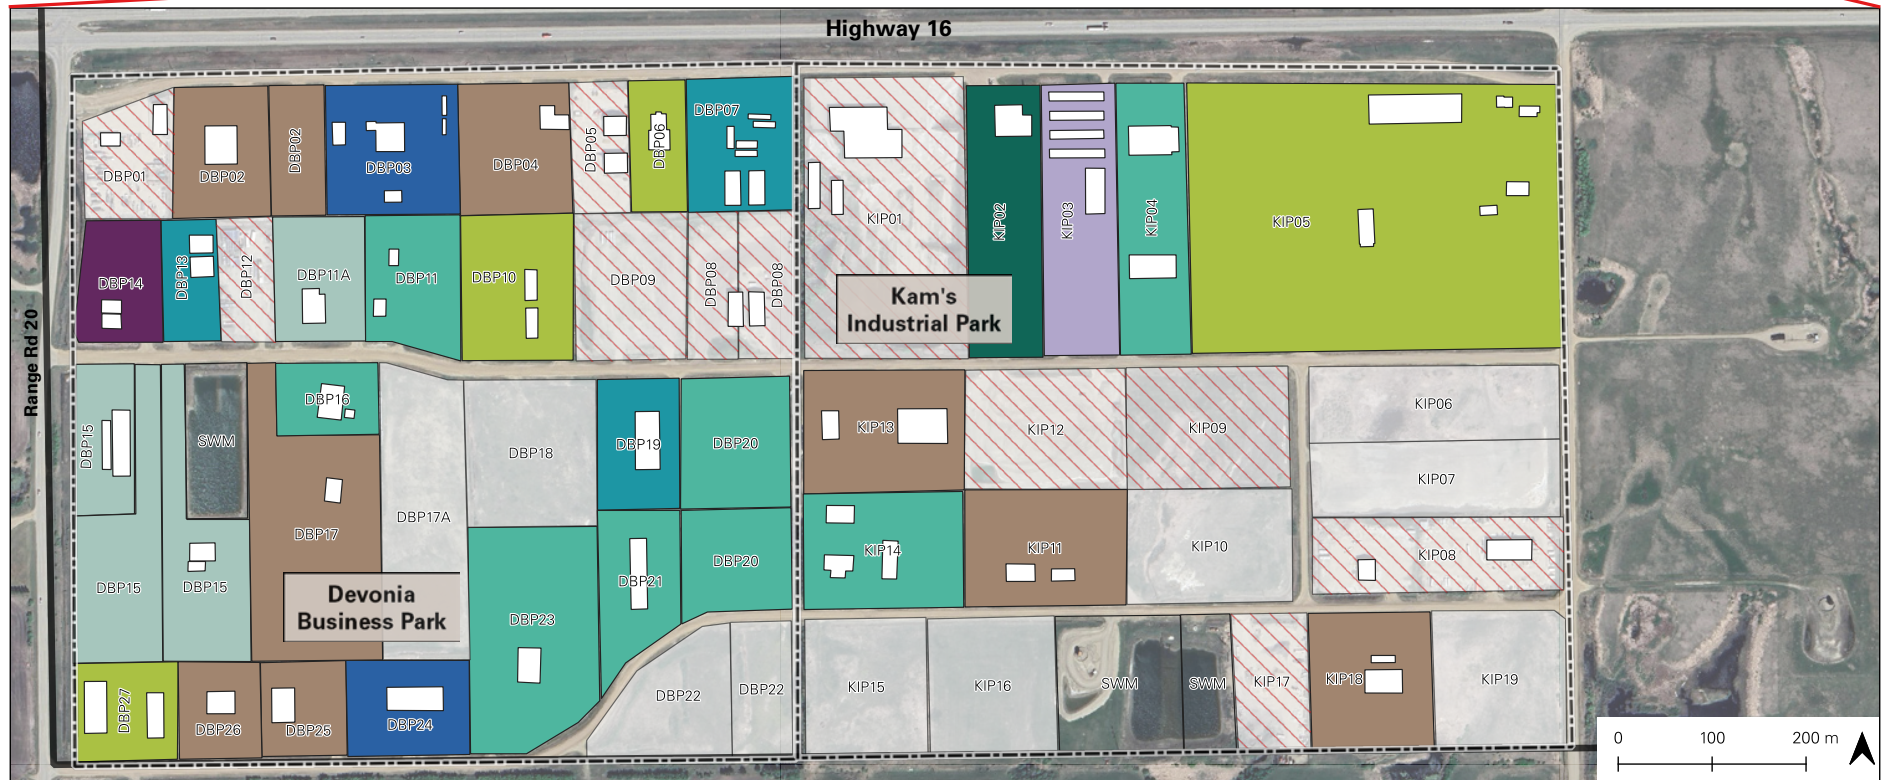 Highway 16
Range Rd 20
DBP01
DBP02
DBP02
DBP03
DBP04
DBP05
DBP06
DBP07
KIP01
KIP02
KIP03
KIP04
KIP05
DBP14
DBP13
DBP12
DBP11A
DBP11
DBP10
DBP09
DBP08
DBP08
Kam's
Industrial Park
DBP15
SWM
DBP16
DBP17
DBP17A
DBP18
DBP19
DBP20
KIP13
KIP12
KIP09
KIP06
KIP07
DBP15
DBP15
DBP21
DBP20
KIP14
KIP11
KIP10
KIP08
Devonia
Business Park
DBP23
DBP27
DBP26
DBP25
DBP24
DBP22
DBP22
KIP15
KIP16
SWM
SWM
KIP17
KIP18
KIP19
0 100 200 m